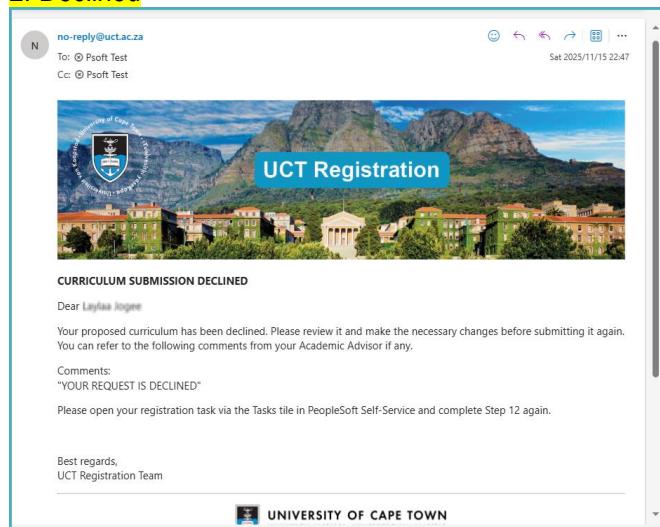 2. Declined
N
no-reply@uct.ac.za
To: Psoft Test
Sat 2025/11/15 22:47
Cc: Psoft Test
UCT Registration
CURRICULUM SUBMISSION DECLINED
Dear
Your proposed curriculum has been declined. Please review it and make the necessary changes before submitting it again.
You can refer to the following comments from your Academic Advisor if any.
Comments:
"YOUR REQUEST IS DECLINED"
Please open your registration task via the Tasks tile in PeopleSoft Self-Service and complete Step 12 again.
Best regards,
UCT Registration Team
UNIVERSITY OF CAPE TOWN